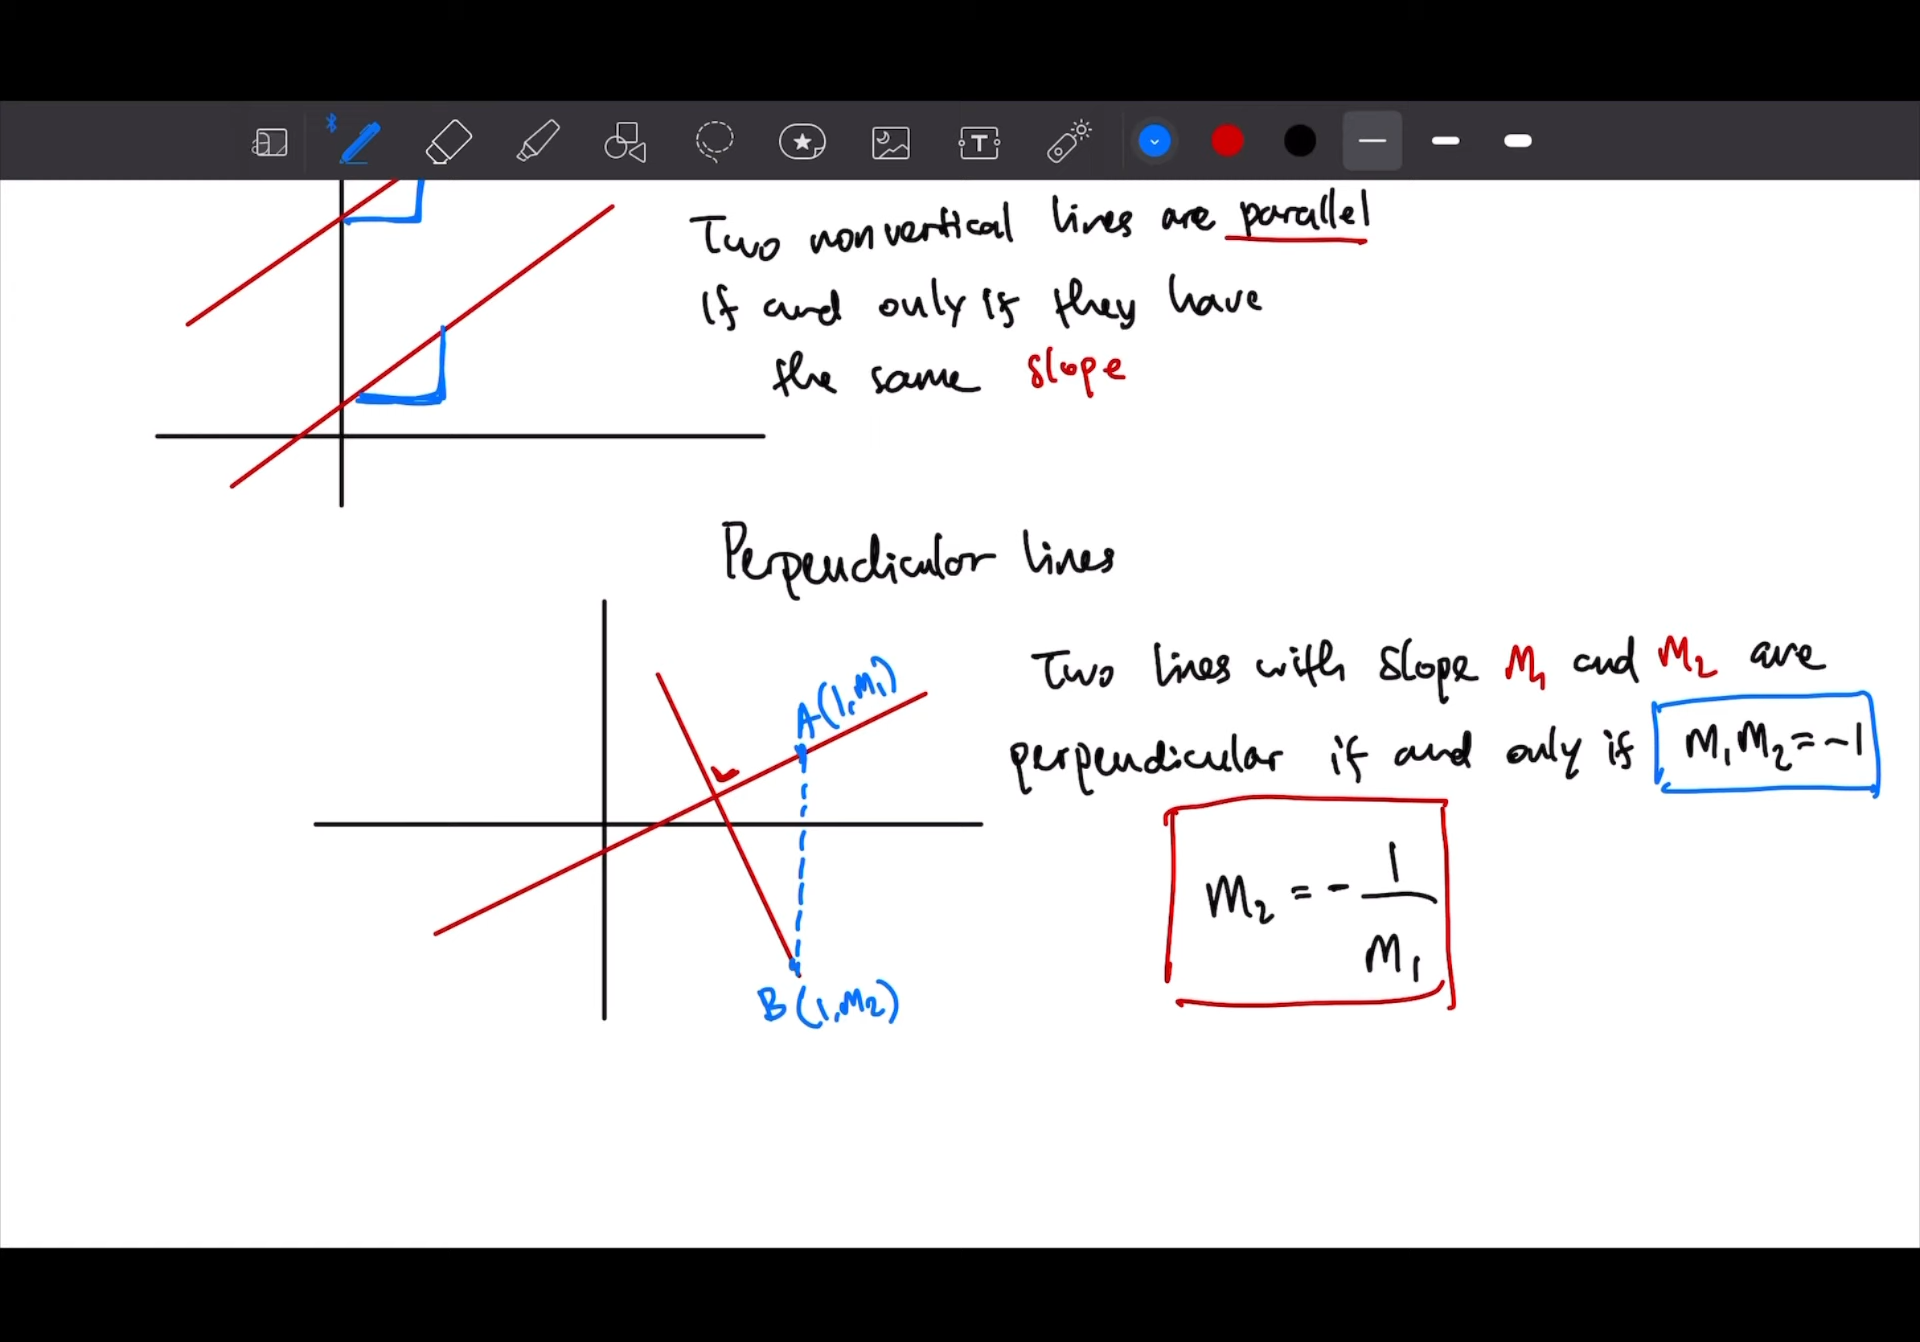 Two nonvertical lines are parallel
if and only if they have
the same slope
Perpendicular lines
A(1,m₁)
B(1,m₂)
Two lines with slope m₁ and m₂ are
perpendicular if and only if m₁m₂=-1
m₂ = - 1/m₁
T